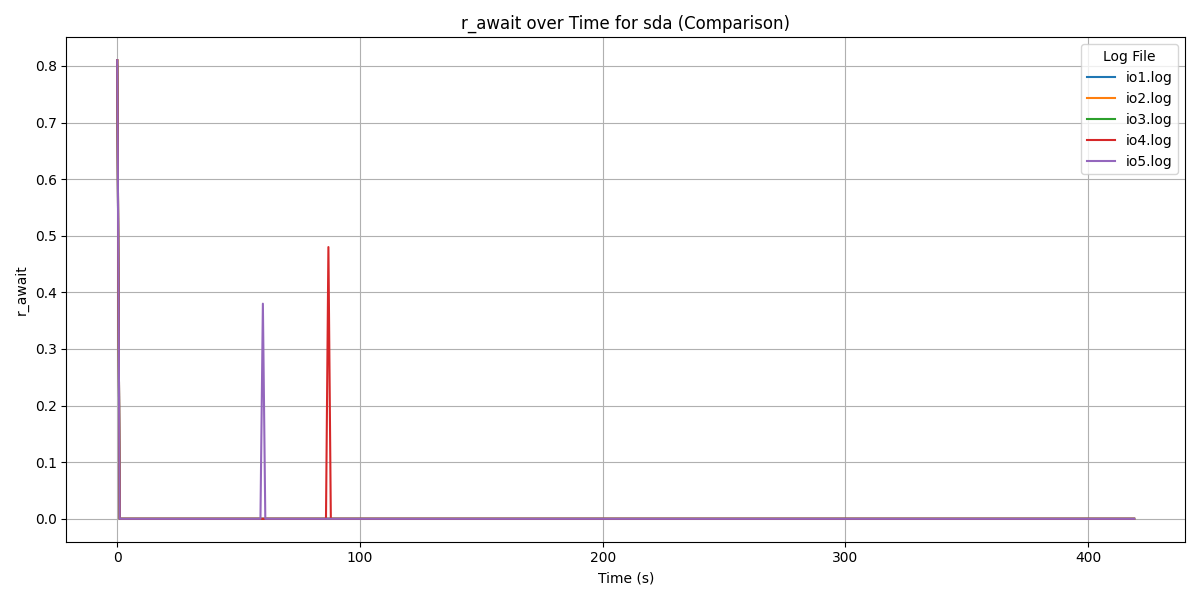 r_await over Time for sda (Comparison)
Log File
io1.log
io2.log
io3.log
io4.log
io5.log
r_await
0.8
0.7
0.6
0.5
0.4
0.3
0.2
0.1
0.0
0 100 200 300 400
Time (s)